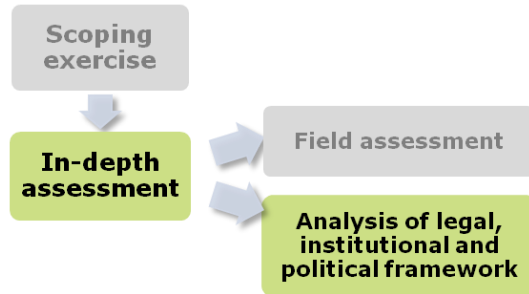 Scoping
exercise
In-depth
assessment
Field assessment
Analysis of legal,
institutional and
political framework